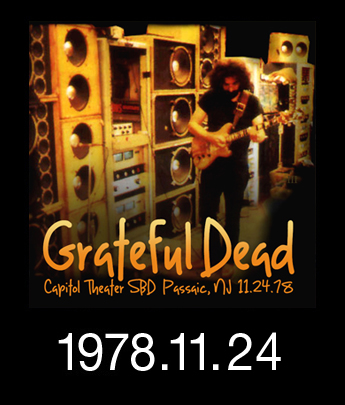 Grateful Dead
Capitol Theater SBD Passaic, NJ 11.24.78
1978.11.24